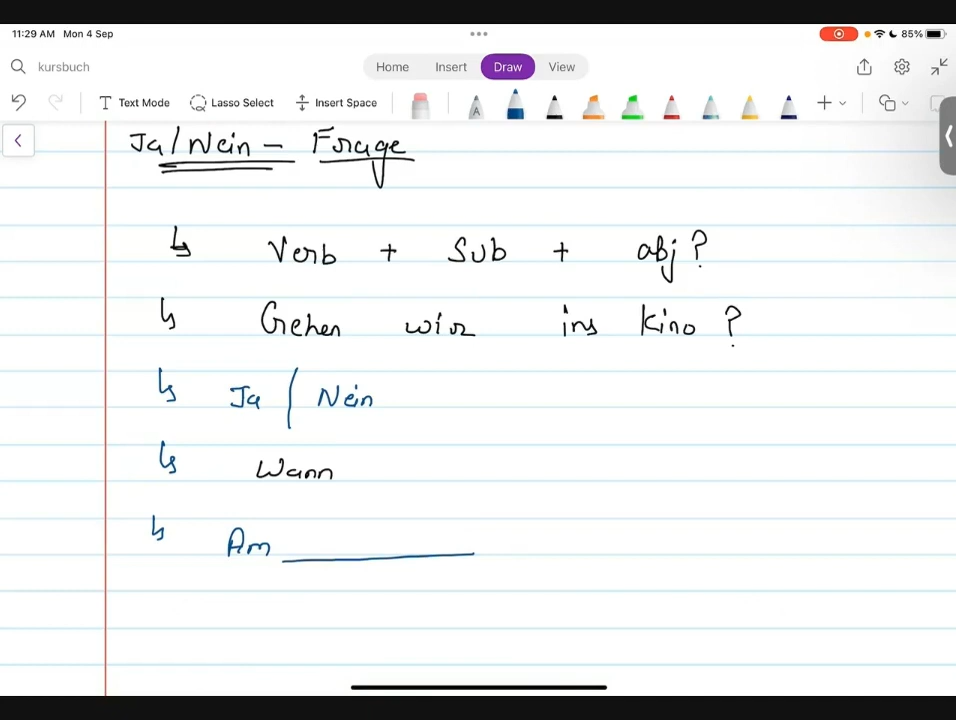 11:29 AM Mon 4 Sep 85%
kursbuch Home Insert Draw View
Text Mode Lasso Select Insert Space
Ja/Nein - Frage
Verb + Sub + obj?
Gehen wir ins Kino?
Ja / Nein
Wann
Am